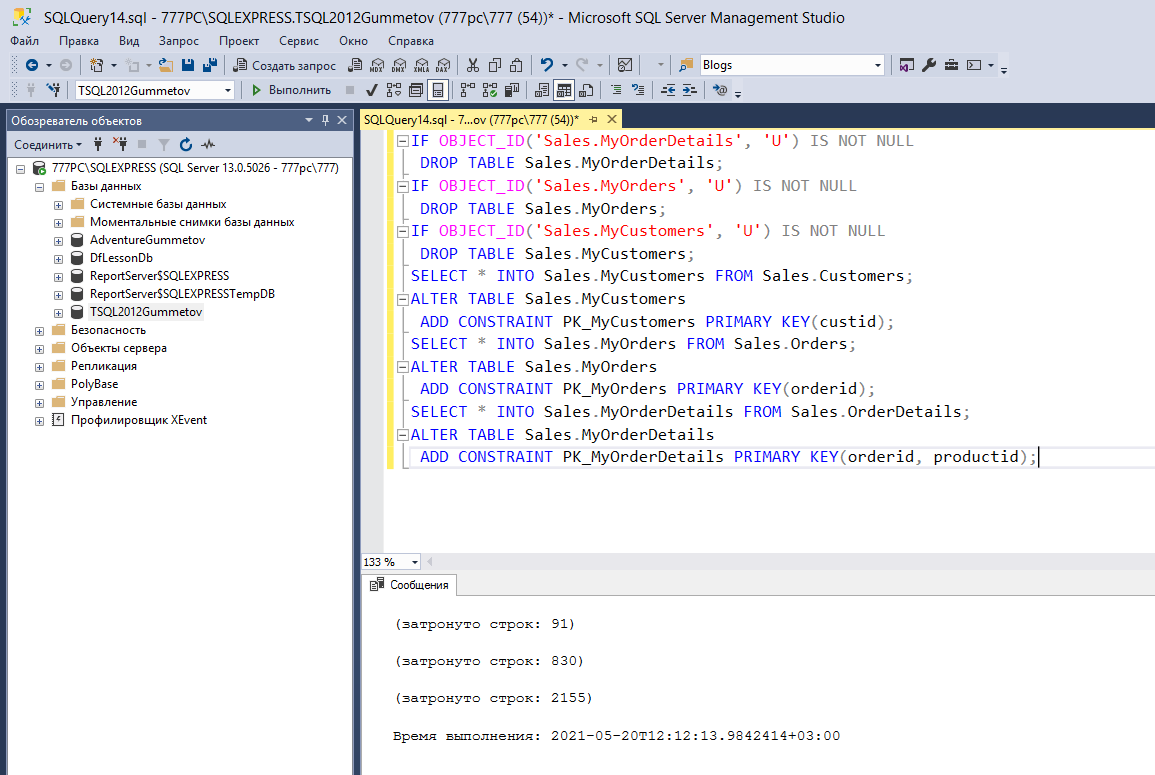 SQLQuery14.sql - 777PC\SQLEXPRESS.TSQL2012Gummetov (777pc\777 (54))* - Microsoft SQL Server Management Studio
Файл Правка Вид Запрос Проект Сервис Окно Справка
Создать запрос MDX DMX XMLA DAX Blogs
TSQL2012Gummetov Выполнить
Обозреватель объектов
SQLQuery14.sql - 7...ov (777pc\777 (54))*
Соединить
777PC\SQLEXPRESS (SQL Server 13.0.5026 - 777pc\777)
Базы данных
Системные базы данных
Моментальные снимки базы данных
AdventureGummetov
DfLessonDb
ReportServer$SQLEXPRESS
ReportServer$SQLEXPRESSTempDB
TSQL2012Gummetov
Безопасность
Объекты сервера
Репликация
PolyBase
Управление
Профилировщик XEvent
IF OBJECT_ID('Sales.MyOrderDetails', 'U') IS NOT NULL
DROP TABLE Sales.MyOrderDetails;
IF OBJECT_ID('Sales.MyOrders', 'U') IS NOT NULL
DROP TABLE Sales.MyOrders;
IF OBJECT_ID('Sales.MyCustomers', 'U') IS NOT NULL
DROP TABLE Sales.MyCustomers;
SELECT * INTO Sales.MyCustomers FROM Sales.Customers;
ALTER TABLE Sales.MyCustomers
ADD CONSTRAINT PK_MyCustomers PRIMARY KEY(custid);
SELECT * INTO Sales.MyOrders FROM Sales.Orders;
ALTER TABLE Sales.MyOrders
ADD CONSTRAINT PK_MyOrders PRIMARY KEY(orderid);
SELECT * INTO Sales.MyOrderDetails FROM Sales.OrderDetails;
ALTER TABLE Sales.MyOrderDetails
ADD CONSTRAINT PK_MyOrderDetails PRIMARY KEY(orderid, productid);
133 %
Сообщения
(затронуто строк: 91)
(затронуто строк: 830)
(затронуто строк: 2155)
Время выполнения: 2021-05-20T12:12:13.9842414+03:00